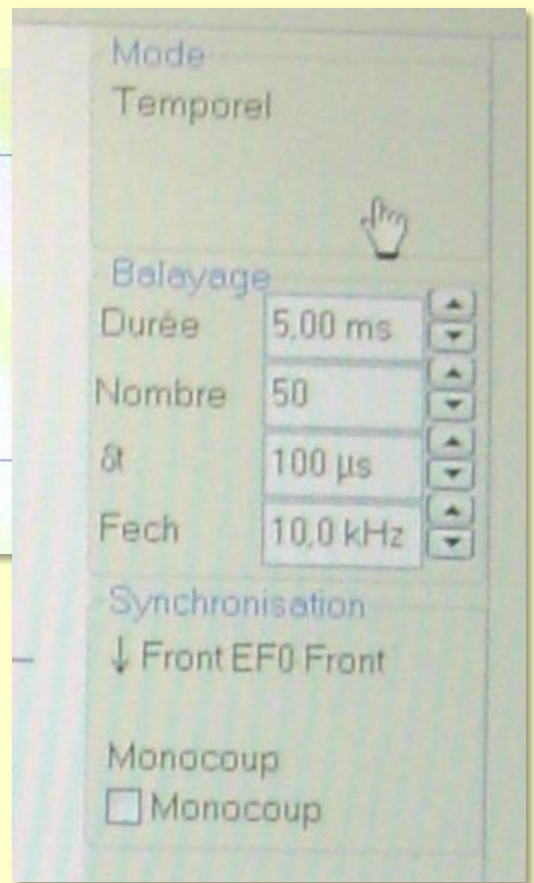 Mode
Temporel
Balayage
Durée 5,00 ms
Nombre 50
δt 100 µs
Fech 10,0 kHz
Synchronisation
↓ Front EF0 Front
Monocoup
Monocoup